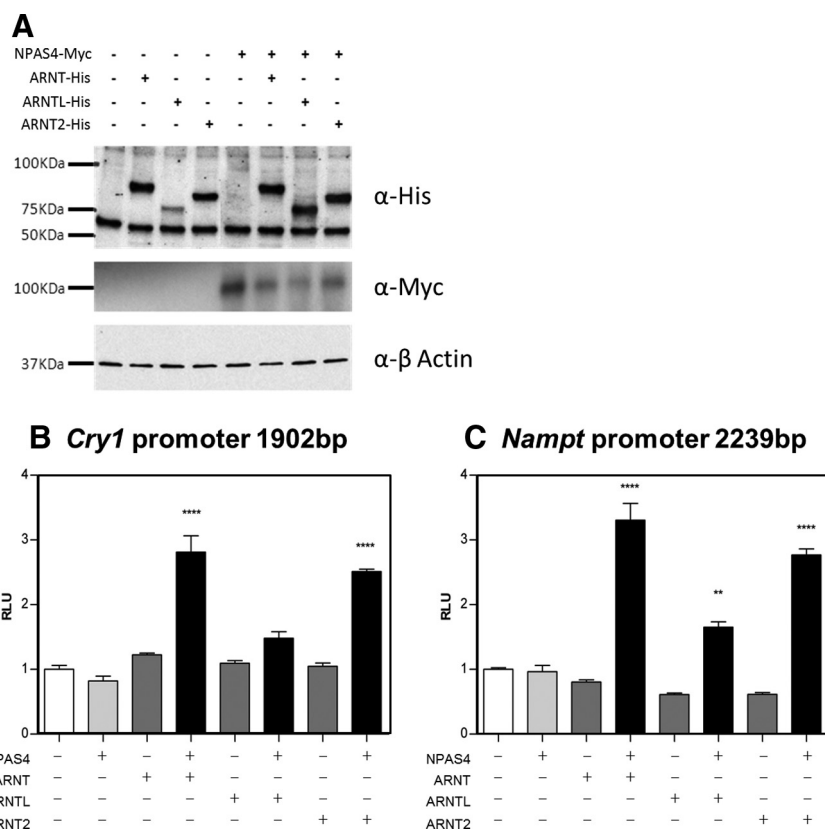 A
NPAS4-Myc - - - - + + + +
ARNT-His - + - - - + - -
ARNTL-His - - + - - - + -
ARNT2-His - - - + - - - +
100KDa
75KDa
50KDa
α-His
100KDa
α-Myc
37KDa
α-β Actin
B Cry1 promoter 1902bp
4
3
2
1
0
RLU
****
****
PAS4 – + – + – + – +
ARNT – – + + – – – –
ARNTL – – – – + + – –
ARNT2 – – – – – – + +
C Nampt promoter 2239bp
4
3
2
1
0
RLU
****
**
****
NPAS4 – + – + – + – +
ARNT – – + + – – – –
ARNTL – – – – + + – –
ARNT2 – – – – – – + +